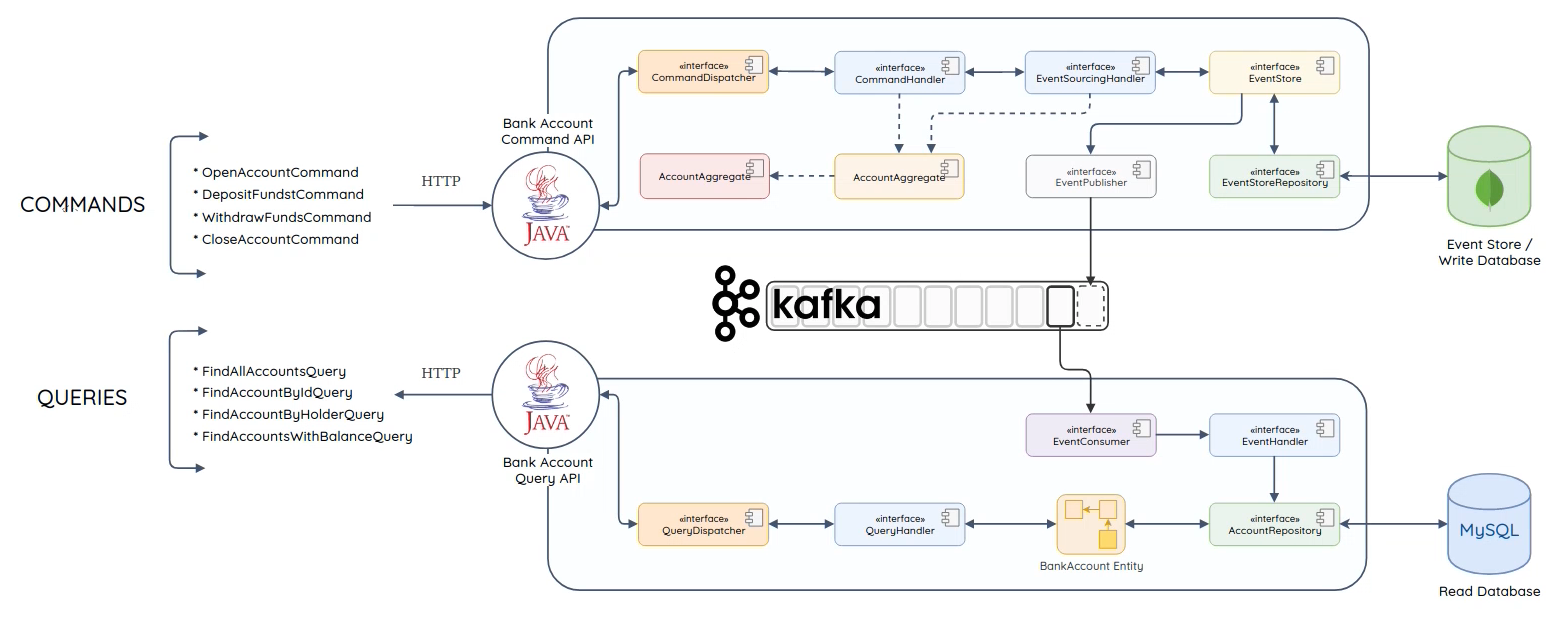 «interface»
CommandDispatcher
«interface»
CommandHandler
«interface»
EventSourcingHandler
«interface»
EventStore
Bank Account
Command API
COMMANDS
* OpenAccountCommand
* DepositFundstCommand
* WithdrawFundsCommand
* CloseAccountCommand
HTTP
JAVA™
AccountAggregate
AccountAggregate
«interface»
EventPublisher
«interface»
EventStoreRepository
Event Store /
Write Database
kafka
QUERIES
* FindAllAccountsQuery
* FindAccountByIdQuery
* FindAccountByHolderQuery
* FindAccountsWithBalanceQuery
HTTP
JAVA™
Bank Account
Query API
«interface»
EventConsumer
«interface»
EventHandler
«interface»
QueryDispatcher
«interface»
QueryHandler
BankAccount Entity
«interface»
AccountRepository
MySQL
Read Database